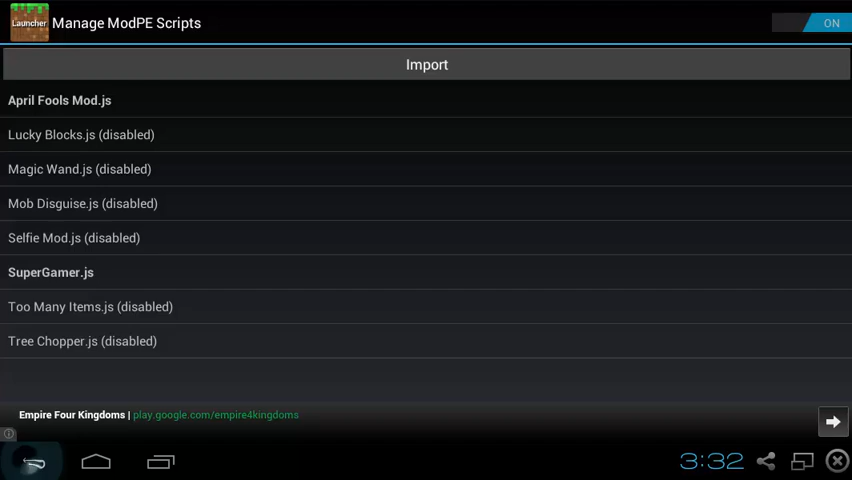 Launcher Manage ModPE Scripts ON
Import
April Fools Mod.js
Lucky Blocks.js (disabled)
Magic Wand.js (disabled)
Mob Disguise.js (disabled)
Selfie Mod.js (disabled)
SuperGamer.js
Too Many Items.js (disabled)
Tree Chopper.js (disabled)
Empire Four Kingdoms | play.google.com/empire4kingdoms
3:32